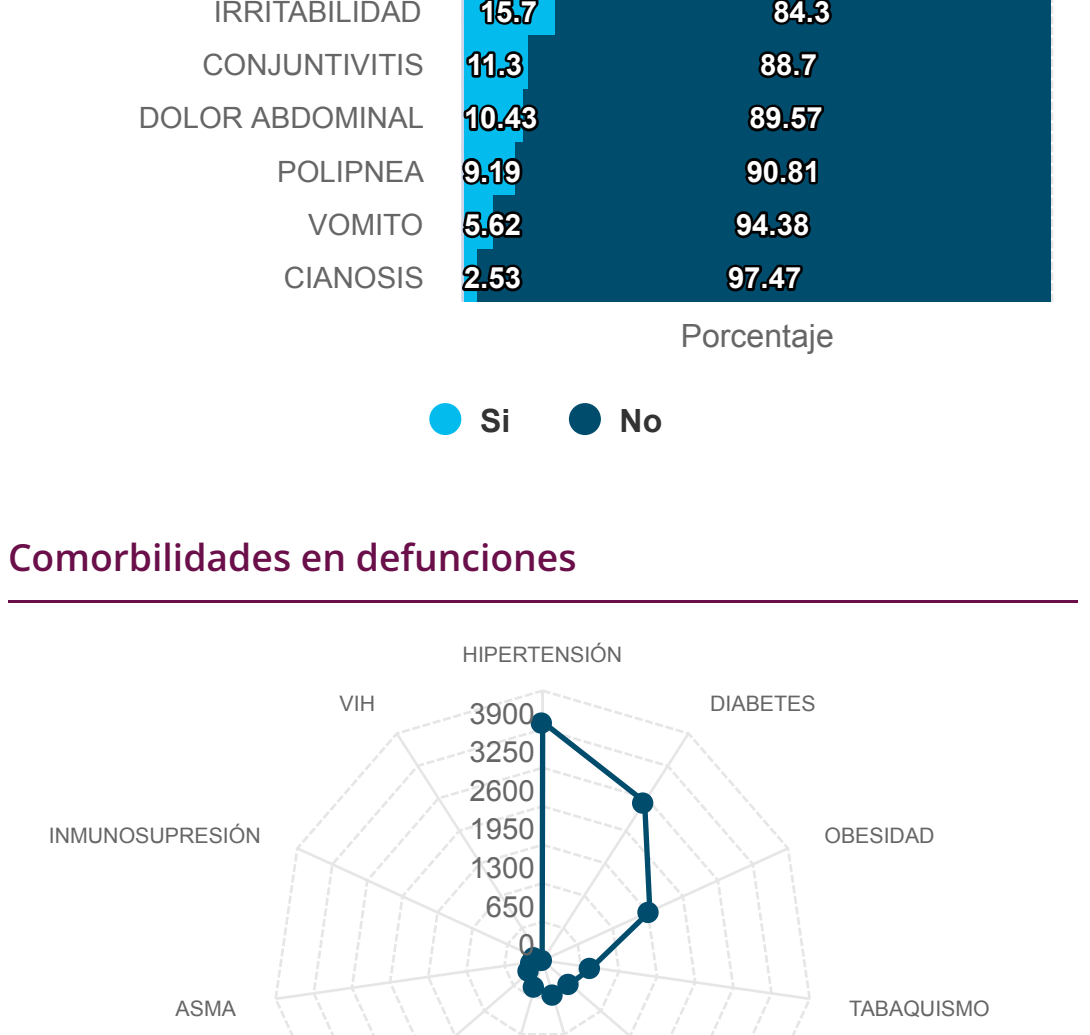 IRRITABILIDAD 15.7 84.3
CONJUNTIVITIS 11.3 88.7
DOLOR ABDOMINAL 10.43 89.57
POLIPNEA 9.19 90.81
VOMITO 5.62 94.38
CIANOSIS 2.53 97.47
Porcentaje
Si No
Comorbilidades en defunciones
HIPERTENSIÓN
VIH DIABETES
3900
3250
2600
1950
INMUNOSUPRESIÓN OBESIDAD
1300
650
0
ASMA TABAQUISMO